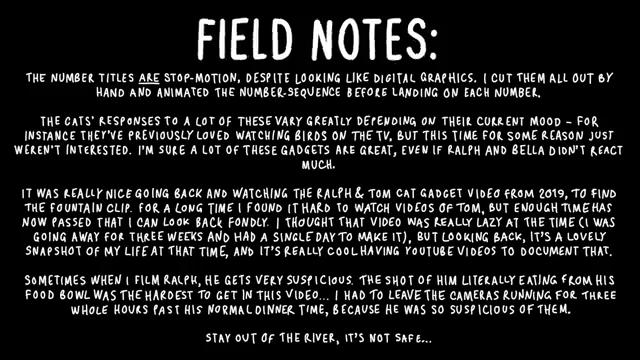 FIELD NOTES:
THE NUMBER TITLES ARE STOP-MOTION, DESPITE LOOKING LIKE DIGITAL GRAPHICS. I CUT THEM ALL OUT BY
HAND AND ANIMATED THE NUMBER-SEQUENCE BEFORE LANDING ON EACH NUMBER.
THE CATS' RESPONSES TO A LOT OF THESE VARY GREATLY DEPENDING ON THEIR CURRENT MOOD - FOR
INSTANCE THEY'VE PREVIOUSLY LOVED WATCHING BIRDS ON THE TV, BUT THIS TIME FOR SOME REASON JUST
WEREN'T INTERESTED. I'M SURE A LOT OF THESE GADGETS ARE GREAT, EVEN IF RALPH AND BELLA DIDN'T REACT
MUCH.
IT WAS REALLY NICE GOING BACK AND WATCHING THE RALPH & TOM CAT GADGET VIDEO FROM 2019, TO FIND
THE FOUNTAIN CLIP. FOR A LONG TIME I FOUND IT HARD TO WATCH VIDEOS OF TOM, BUT ENOUGH TIME HAS
NOW PASSED THAT I CAN LOOK BACK FONDLY. I THOUGHT THAT VIDEO WAS REALLY LAZY AT THE TIME (I WAS
GOING AWAY FOR THREE WEEKS AND HAD A SINGLE DAY TO MAKE IT), BUT LOOKING BACK, IT'S A LOVELY
SNAPSHOT OF MY LIFE AT THAT TIME, AND IT'S REALLY COOL HAVING YOUTUBE VIDEOS TO DOCUMENT THAT.
SOMETIMES WHEN I FILM RALPH, HE GETS VERY SUSPICIOUS. THE SHOT OF HIM LITERALLY EATING FROM HIS
FOOD BOWL WAS THE HARDEST TO GET IN THIS VIDEO... I HAD TO LEAVE THE CAMERAS RUNNING FOR THREE
WHOLE HOURS PAST HIS NORMAL DINNER TIME, BECAUSE HE WAS SO SUSPICIOUS OF THEM.
STAY OUT OF THE RIVER, IT'S NOT SAFE...